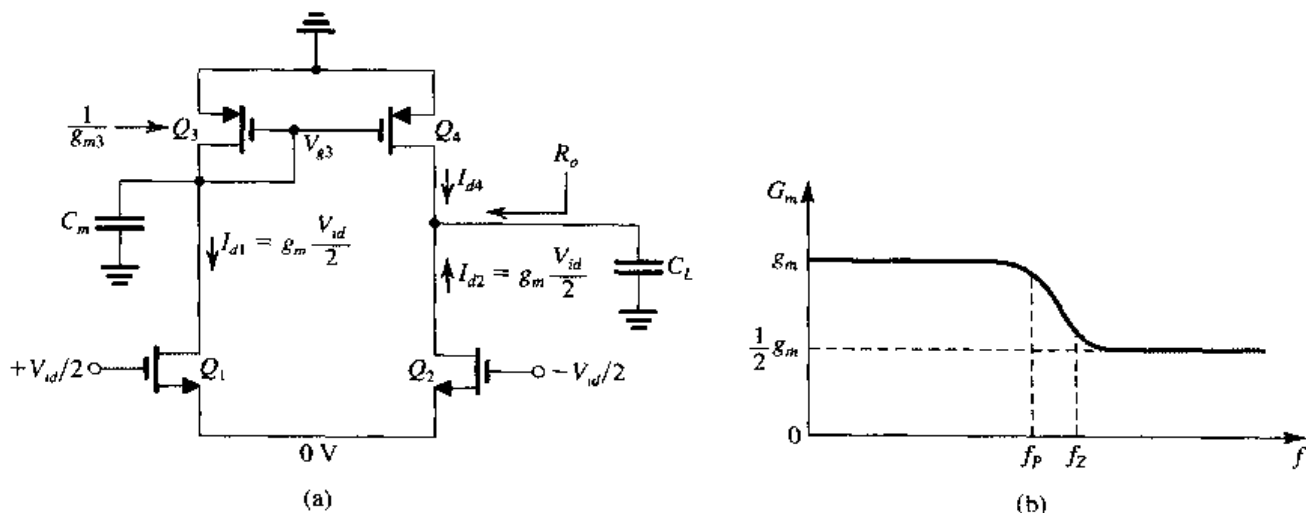 1/g_m3
Q_3
V_g3
Q_4
R_o
I_d4
C_m
I_d1 = g_m V_id/2
I_d2 = g_m V_id/2
C_L
+V_id/2
Q_1
Q_2
−V_id/2
0 V
(a)
G_m
g_m
1/2 g_m
0
f_P
f_Z
f
(b)